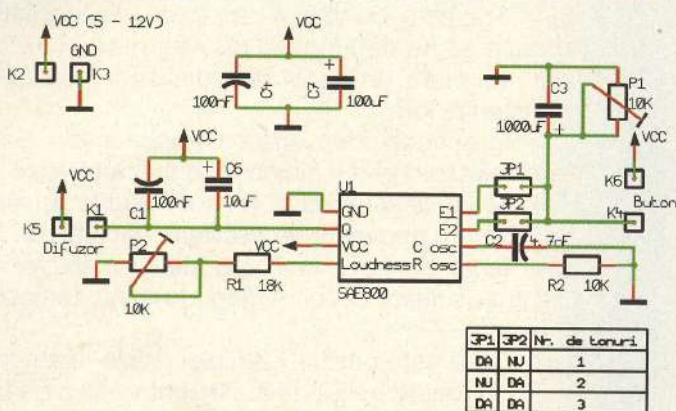 VCC (5 - 12V)
K2
GND
K3
VCC
100nF
C4
C7
100uF
C3
1000uF
P1
10K
VCC
K6
Buton
K4
VCC
K5
K1
Difuzor
VCC
C1
100nF
C6
10uF
P2
10K
R1
18K
VCC
U1
GND
Q
VCC
Loudness
E1
E2
C osc
R osc
SAE800
JP1
JP2
C2
4.7nF
R2
10K
JP1 JP2 Nr. de tonuri
DA NU 1
NU DA 2
DA DA 3